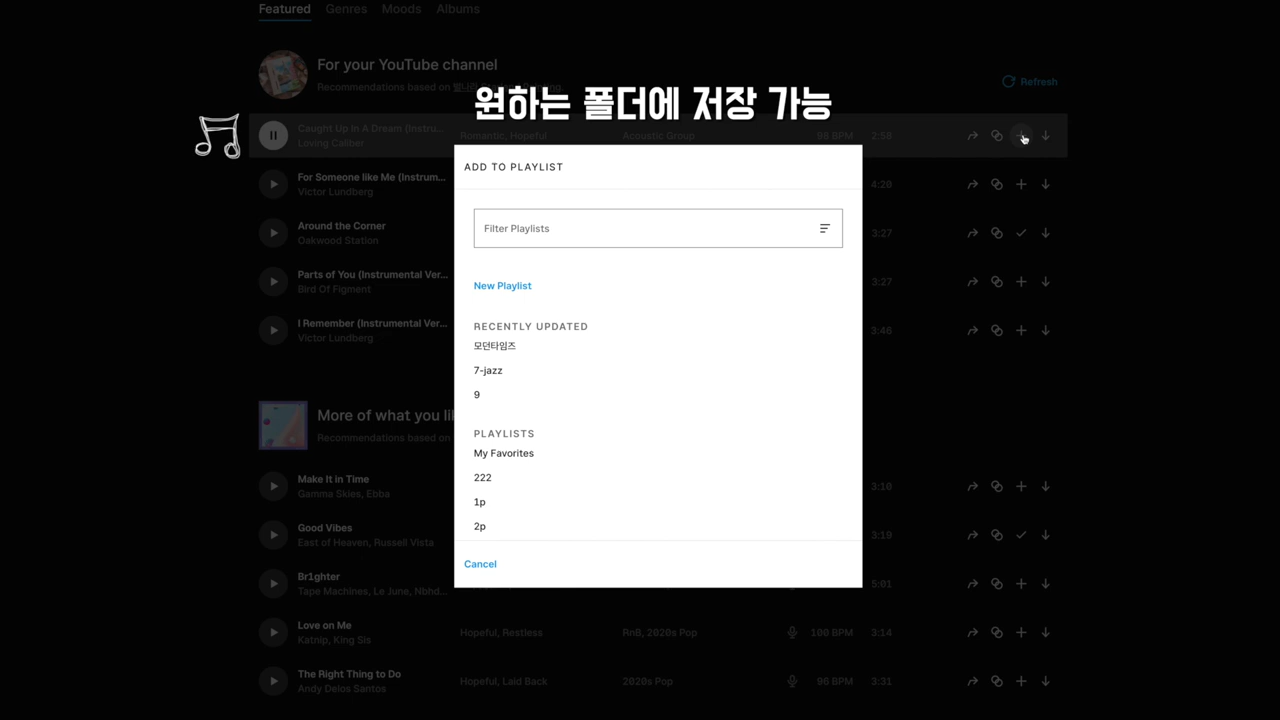 Featured Genres Moods Albums
For your YouTube channel
Recommendations based on
Refresh
원하는 폴더에 저장 가능
Caught Up In A Dream (Instru...
Loving Caliber
Romantic, Hopeful
Acoustic Group
98 BPM
2:58
ADD TO PLAYLIST
For Someone like Me (Instrum...
Victor Lundberg
4:20
Filter Playlists
Around the Corner
Oakwood Station
3:27
Parts of You (Instrumental Ver...
Bird Of Figment
3:27
New Playlist
I Remember (Instrumental Ver...
Victor Lundberg
3:46
RECENTLY UPDATED
모던타임즈
7-jazz
9
More of what you li
Recommendations based on
PLAYLISTS
My Favorites
222
1p
2p
Make It in Time
Gamma Skies, Ebba
3:10
Good Vibes
East of Heaven, Russell Vista
3:19
Cancel
Br1ghter
Tape Machines, Le June, Nbhd...
5:01
Love on Me
Katnip, King Sis
Hopeful, Restless
RnB, 2020s Pop
100 BPM
3:14
The Right Thing to Do
Andy Delos Santos
Hopeful, Laid Back
2020s Pop
96 BPM
3:31